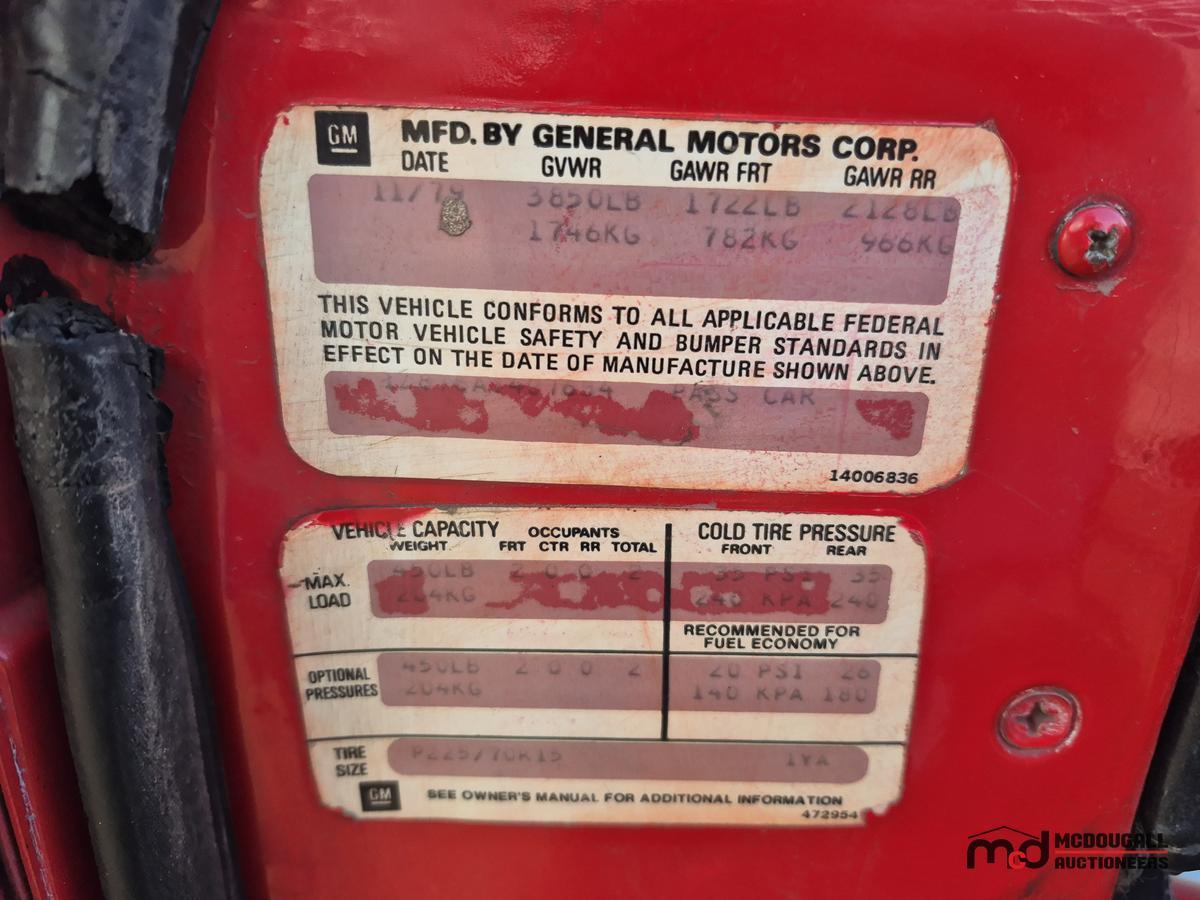 GM MFD. BY GENERAL MOTORS CORP.
DATE GVWR GAWR FRT GAWR RR
11/79 3850LB 1722LB 2128LB
1746KG 782KG 966KG
THIS VEHICLE CONFORMS TO ALL APPLICABLE FEDERAL
MOTOR VEHICLE SAFETY AND BUMPER STANDARDS IN
EFFECT ON THE DATE OF MANUFACTURE SHOWN ABOVE.
PASS CAR
14006836
VEHICLE CAPACITY OCCUPANTS COLD TIRE PRESSURE
WEIGHT FRT CTR RR TOTAL FRONT REAR
MAX. LOAD 450LB 2 0 0 2 35 PSI 35
204KG 240 KPA 240
RECOMMENDED FOR
FUEL ECONOMY
OPTIONAL PRESSURES 450LB 2 0 0 2 20 PSI 26
204KG 140 KPA 180
TIRE SIZE P225/70R15 1YA
GM SEE OWNER'S MANUAL FOR ADDITIONAL INFORMATION
472954
mcd MCDOUGALL
AUCTIONEERS